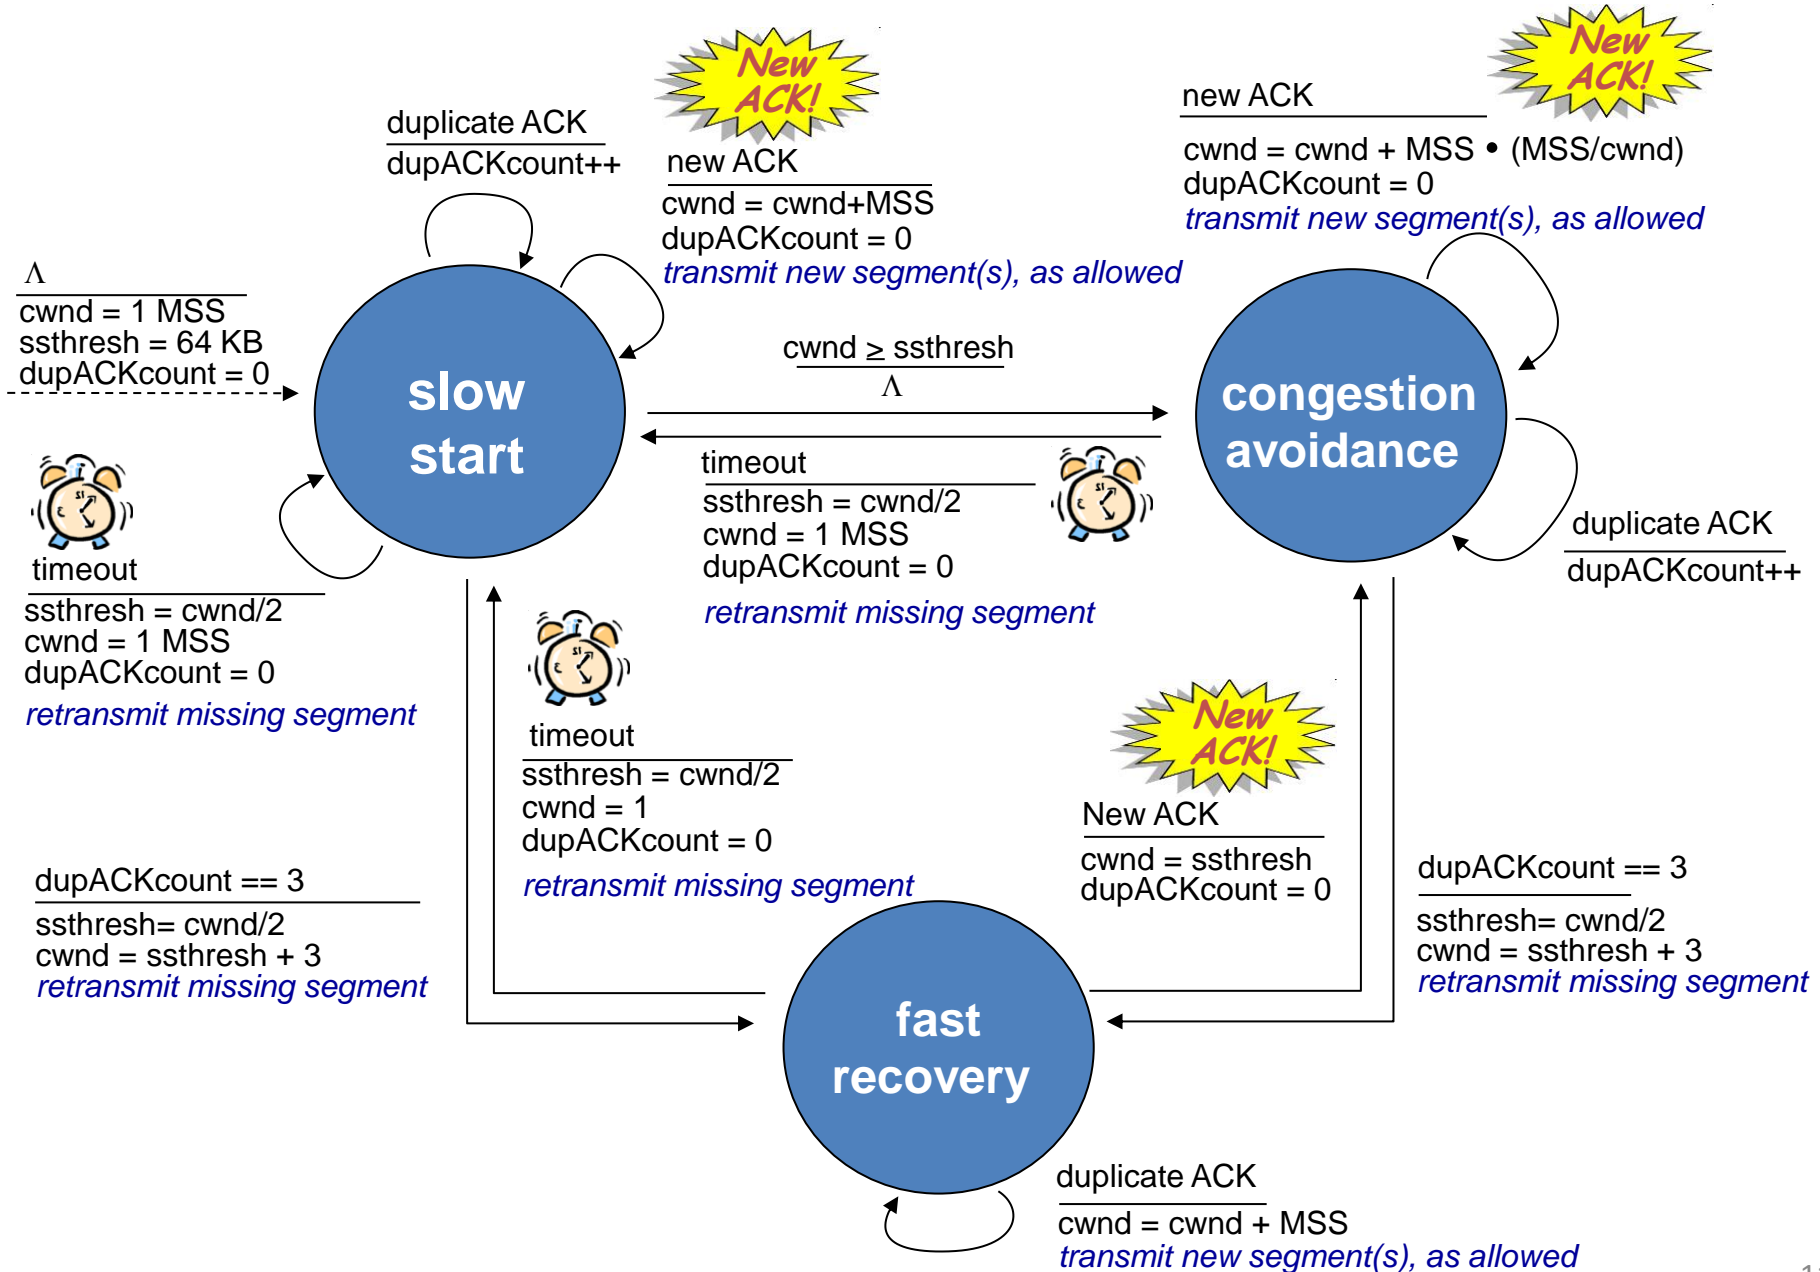 New
ACK!
duplicate ACK
dupACKcount++
new ACK
cwnd = cwnd+MSS
dupACKcount = 0
transmit new segment(s), as allowed
New
ACK!
new ACK
cwnd = cwnd + MSS • (MSS/cwnd)
dupACKcount = 0
transmit new segment(s), as allowed
Λ
cwnd = 1 MSS
ssthresh = 64 KB
dupACKcount = 0
slow
start
cwnd ≥ ssthresh
Λ
congestion
avoidance
timeout
ssthresh = cwnd/2
cwnd = 1 MSS
dupACKcount = 0
retransmit missing segment
duplicate ACK
dupACKcount++
timeout
ssthresh = cwnd/2
cwnd = 1 MSS
dupACKcount = 0
retransmit missing segment
timeout
ssthresh = cwnd/2
cwnd = 1
dupACKcount = 0
retransmit missing segment
New
ACK!
New ACK
cwnd = ssthresh
dupACKcount = 0
dupACKcount == 3
ssthresh= cwnd/2
cwnd = ssthresh + 3
retransmit missing segment
dupACKcount == 3
ssthresh= cwnd/2
cwnd = ssthresh + 3
retransmit missing segment
fast
recovery
duplicate ACK
cwnd = cwnd + MSS
transmit new segment(s), as allowed